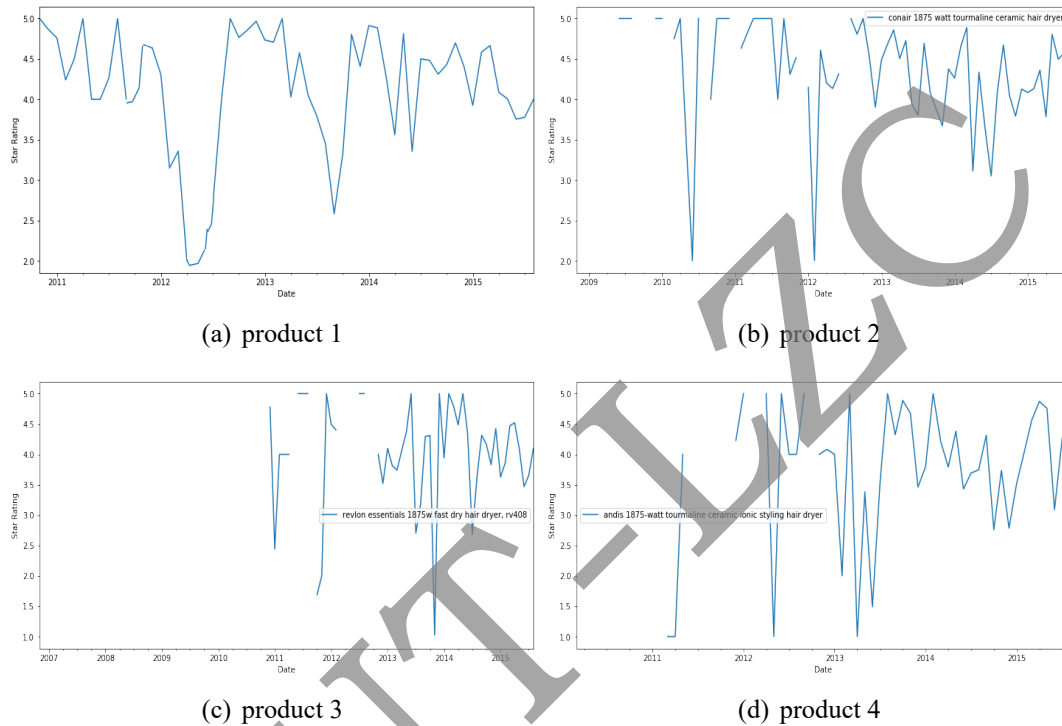 5.0
4.5
4.0
3.5
3.0
2.5
2.0
Star Rating
2011 2012 2013 2014 2015
Date
(a) product 1
5.0
4.5
4.0
3.5
3.0
2.5
2.0
Star Rating
conair 1875 watt tourmaline ceramic hair dryer
2009 2010 2011 2012 2013 2014 2015
Date
(b) product 2
5.0
4.5
4.0
3.5
3.0
2.5
2.0
1.5
1.0
Star Rating
revlon essentials 1875w fast dry hair dryer, rv408
2007 2008 2009 2010 2011 2012 2013 2014 2015
Date
(c) product 3
5.0
4.5
4.0
3.5
3.0
2.5
2.0
1.5
1.0
Star Rating
andis 1875-watt tourmaline ceramic ionic styling hair dryer
2011 2012 2013 2014 2015
Date
(d) product 4